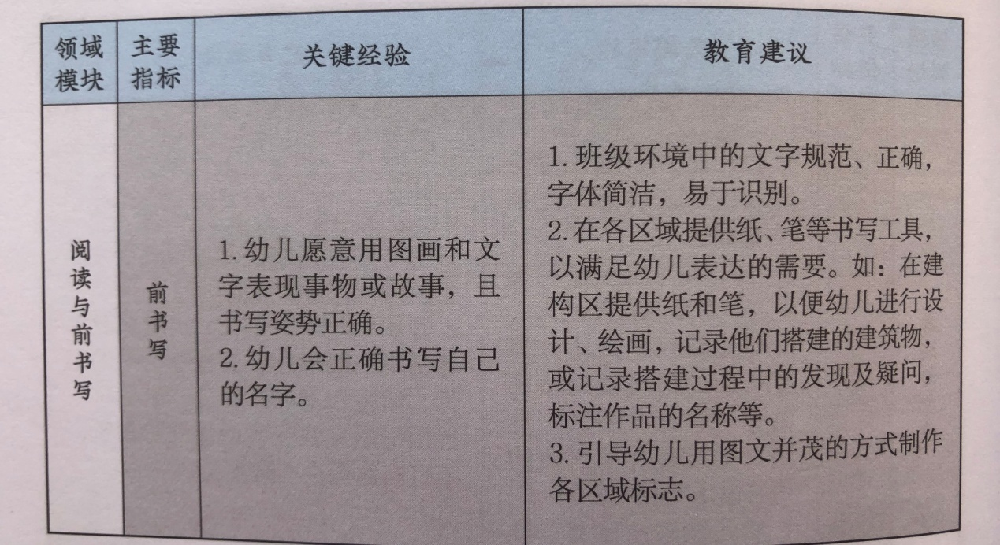 领域
模块
主要
指标
关键经验
教育建议
阅
读
与
前
书
写
前
书
写
1.幼儿愿意用图画和文
字表现事物或故事，且
书写姿势正确。
2.幼儿会正确书写自己
的名字。
1.班级环境中的文字规范、正确，
字体简洁，易于识别。
2.在各区域提供纸、笔等书写工具，
以满足幼儿表达的需要。如：在建
构区提供纸和笔，以便幼儿进行设
计、绘画，记录他们搭建的建筑物，
或记录搭建过程中的发现及疑问，
标注作品的名称等。
3.引导幼儿用图文并茂的方式制作
各区域标志。